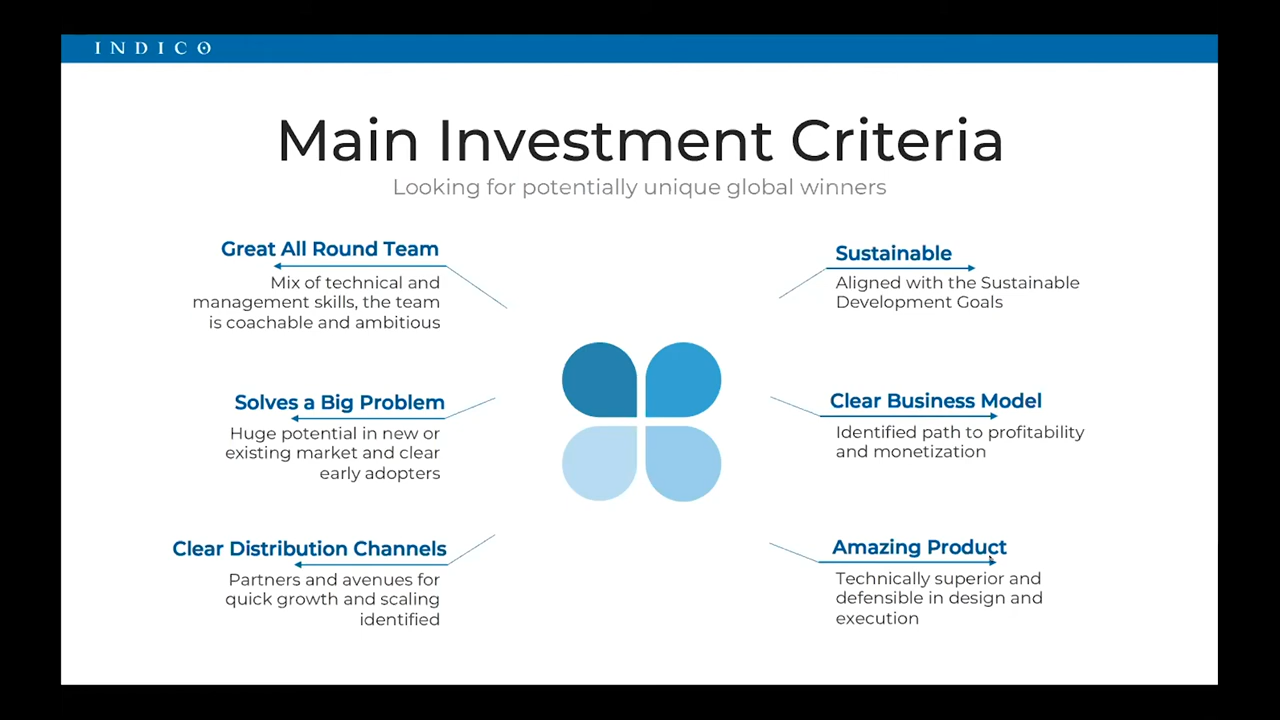 INDICO
Main Investment Criteria
Looking for potentially unique global winners
Great All Round Team
Mix of technical and
management skills, the team
is coachable and ambitious
Solves a Big Problem
Huge potential in new or
existing market and clear
early adopters
Clear Distribution Channels
Partners and avenues for
quick growth and scaling
identified
Sustainable
Aligned with the Sustainable
Development Goals
Clear Business Model
Identified path to profitability
and monetization
Amazing Product
Technically superior and
defensible in design and
execution